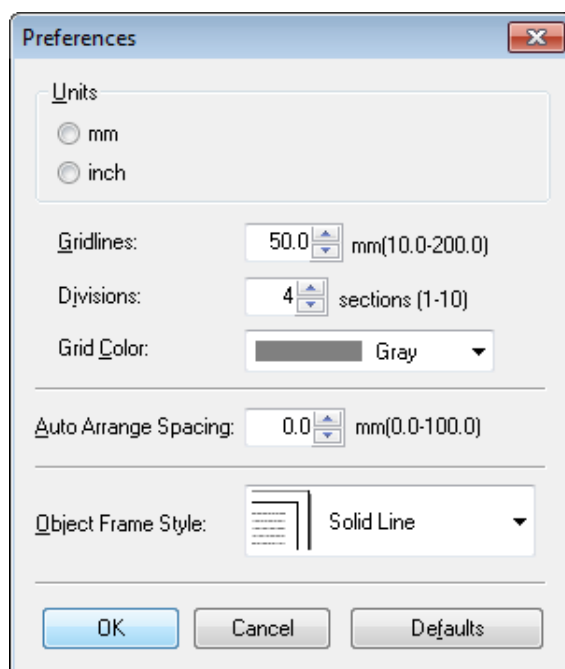 Preferences
Units
mm
inch
Gridlines: 50.0 mm(10.0-200.0)
Divisions: 4 sections (1-10)
Grid Color: Gray
Auto Arrange Spacing: 0.0 mm(0.0-100.0)
Object Frame Style: Solid Line
OK Cancel Defaults